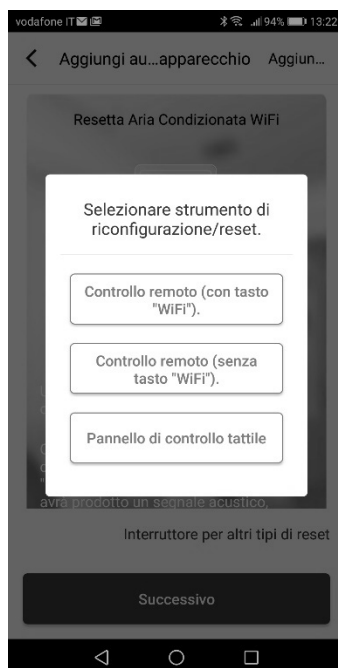 vodafone IT 94% 13:22
Aggiungi au...apparecchio Aggiun...
Resetta Aria Condizionata WiFi
Selezionare strumento di
riconfigurazione/reset.
Controllo remoto (con tasto
"WiFi").
Controllo remoto (senza
tasto "WiFi").
Pannello di controllo tattile
avrà prodotto un segnale acustico,
Interruttore per altri tipi di reset
Successivo